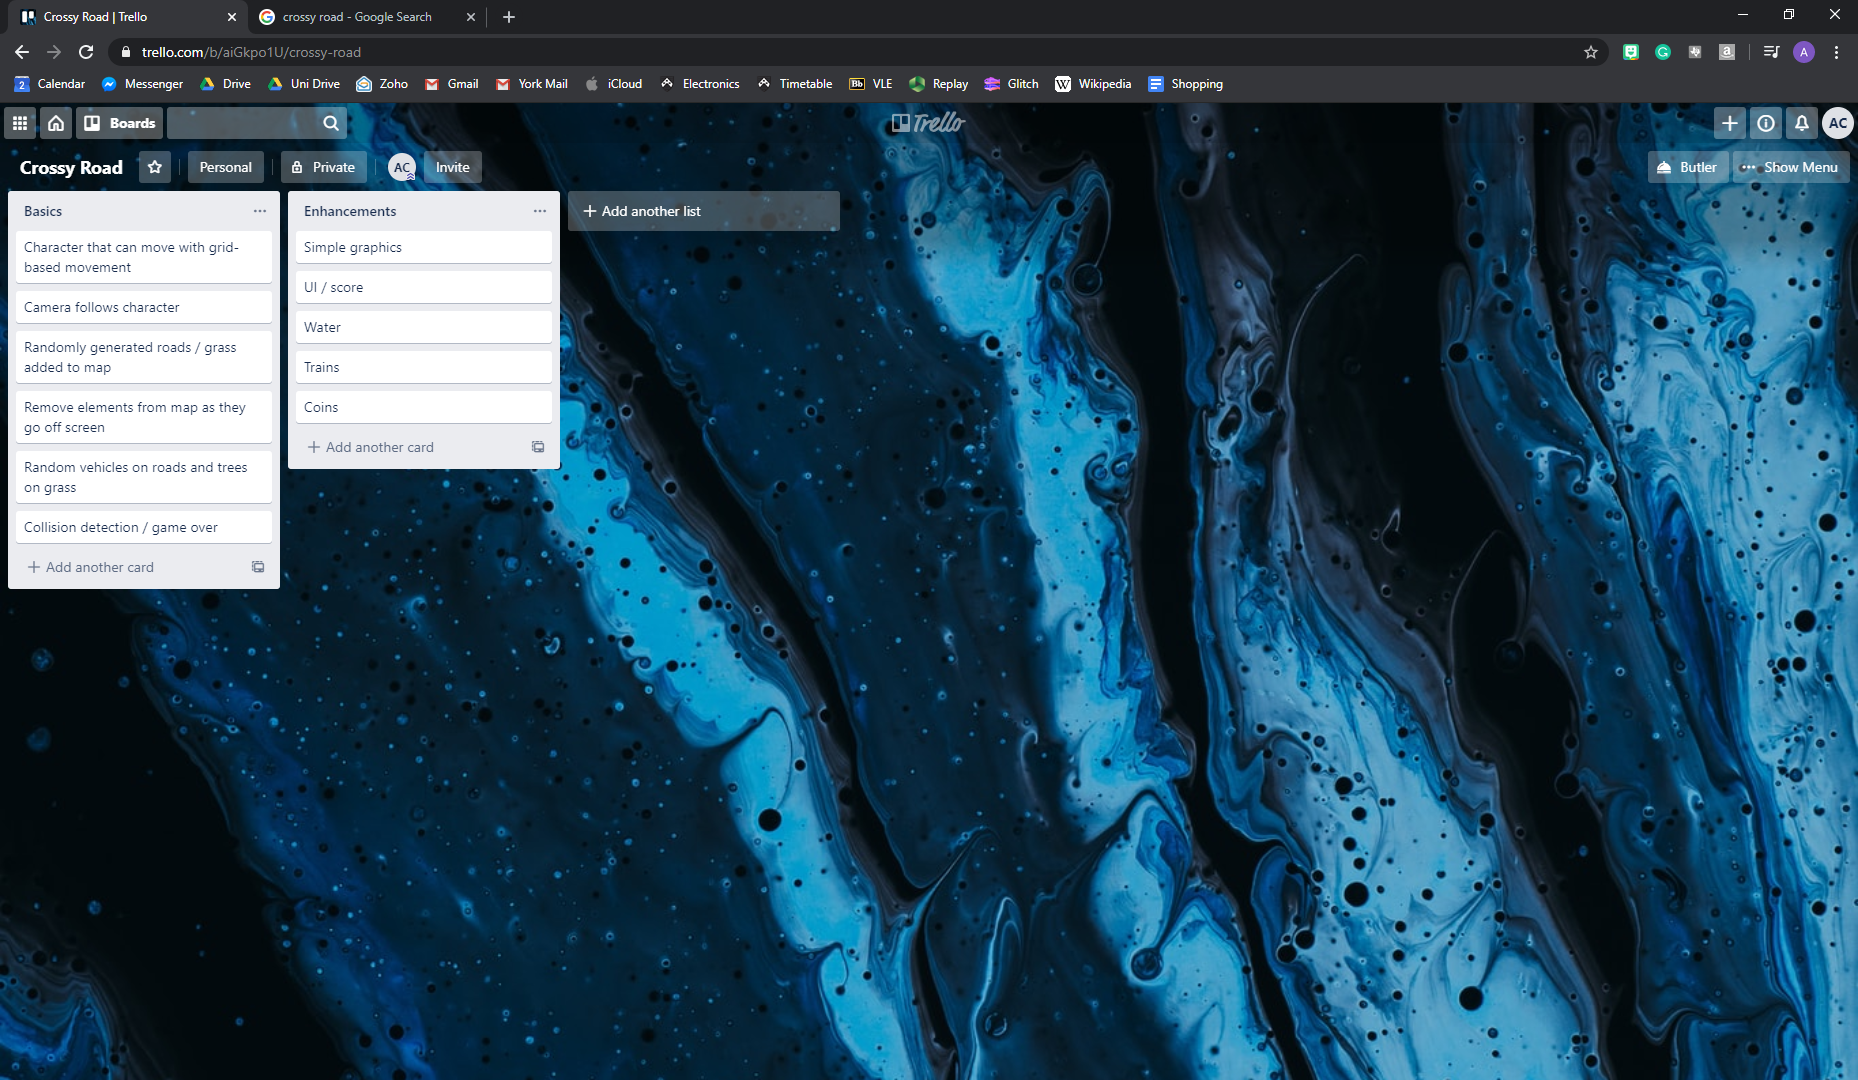 Crossy Road | Trello
crossy road - Google Search
trello.com/b/aiGkpo1U/crossy-road
A
2 Calendar Messenger Drive Uni Drive Zoho Gmail York Mail iCloud Electronics Timetable Bb VLE Replay Glitch W Wikipedia Shopping
Boards
Trello
AC
Crossy Road Personal Private AC Invite
Butler Show Menu
Basics
Character that can move with grid-
based movement
Camera follows character
Randomly generated roads / grass
added to map
Remove elements from map as they
go off screen
Random vehicles on roads and trees
on grass
Collision detection / game over
+ Add another card
Enhancements
Simple graphics
UI / score
Water
Trains
Coins
+ Add another card
+ Add another list